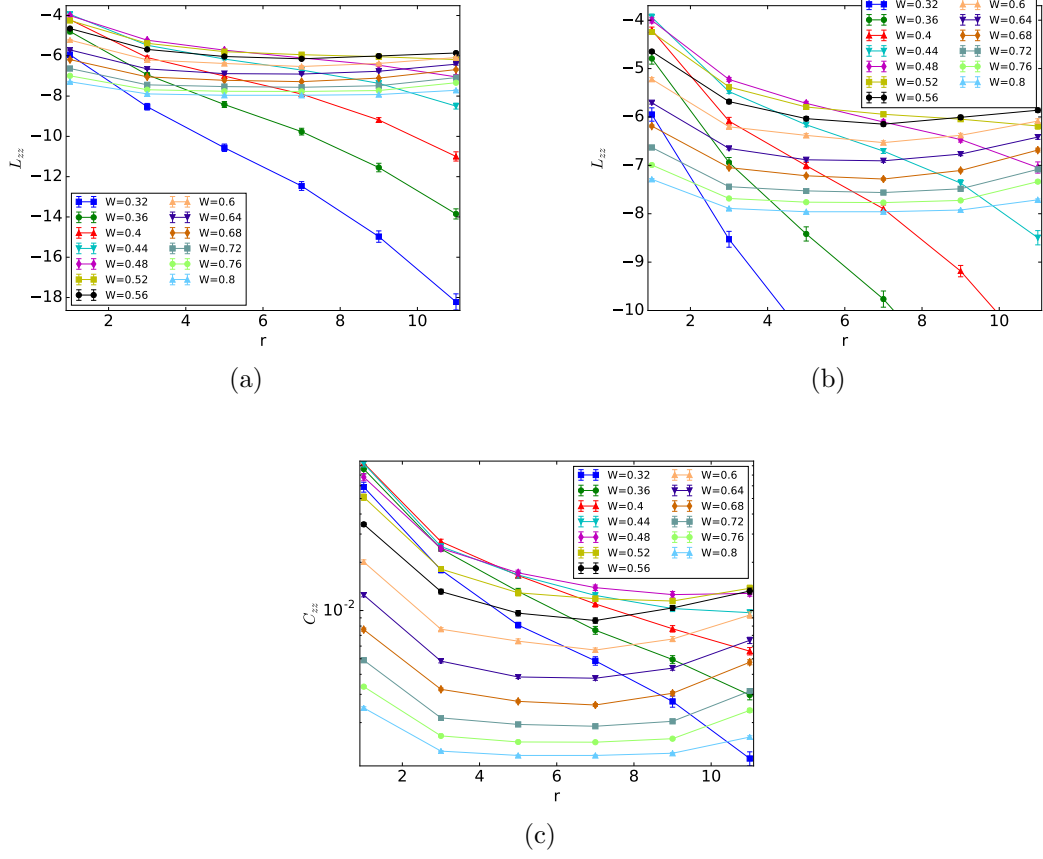 −4
−6
−8
−10
−12
−14
−16
−18
L_zz
2
4
6
8
10
r
W=0.32
W=0.36
W=0.4
W=0.44
W=0.48
W=0.52
W=0.56
W=0.6
W=0.64
W=0.68
W=0.72
W=0.76
W=0.8
(a)
−4
−5
−6
−7
−8
−9
−10
L_zz
2
4
6
8
10
r
W=0.32
W=0.36
W=0.4
W=0.44
W=0.48
W=0.52
W=0.56
W=0.6
W=0.64
W=0.68
W=0.72
W=0.76
W=0.8
(b)
10⁻²
C_zz
2
4
6
8
10
r
W=0.32
W=0.36
W=0.4
W=0.44
W=0.48
W=0.52
W=0.56
W=0.6
W=0.64
W=0.68
W=0.72
W=0.76
W=0.8
(c)